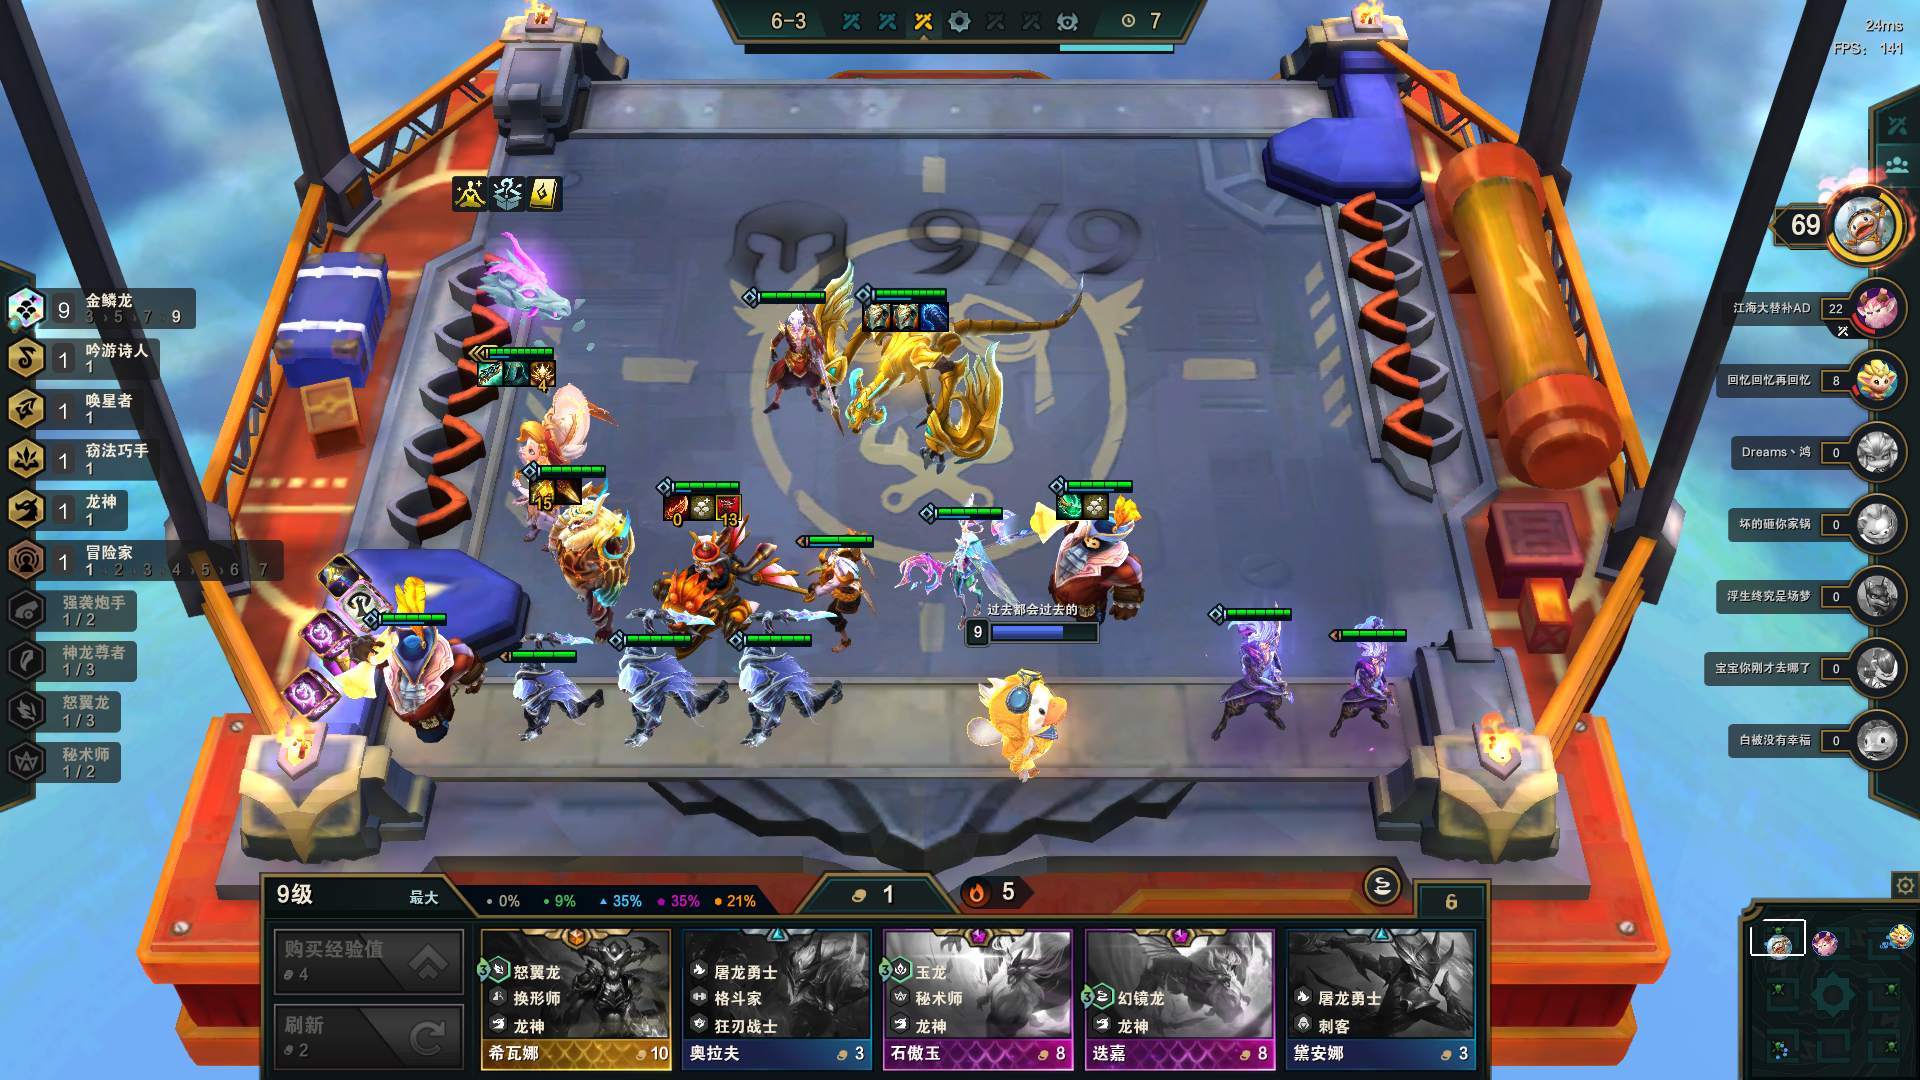 6-3
7
24ms
FPS: 141
9/9
9
金鳞龙
3 › 5 › 7 › 9
1
吟游诗人
1
1
唤星者
1
1
窃法巧手
1
1
龙神
1
1
冒险家
1 › 2 › 3 › 4 › 5 › 6 › 7
强袭炮手
1 / 2
神龙尊者
1 / 3
怒翼龙
1 / 3
秘术师
1 / 2
4
15
0
13
过去都会过去的
9
69
江海大替补AD
22
回忆回忆再回忆
8
Dreams丶鸿
0
坏的砸你家锅
0
浮生终究是场梦
0
宝宝你刚才去哪了
0
白被没有幸福
0
9级
最大
0%
9%
35%
35%
21%
1
5
6
购买经验值
4
刷新
2
3
怒翼龙
换形师
龙神
希瓦娜
10
屠龙勇士
格斗家
狂刃战士
奥拉夫
3
3
玉龙
秘术师
龙神
石傲玉
8
3
幻镜龙
龙神
迭嘉
8
屠龙勇士
刺客
黛安娜
3